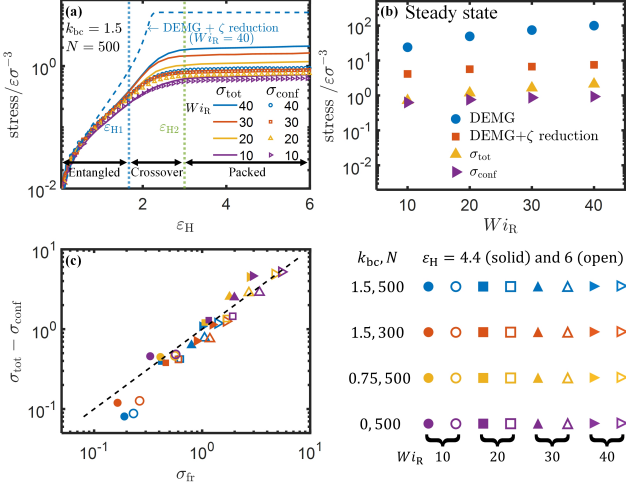 (a)
k_bc = 1.5
N = 500
← DEMG + ζ reduction
(Wi_R = 40)
σ_tot σ_conf
Wi_R 40 40
30 30
20 20
10 10
ε_H1
ε_H2
Entangled Crossover Packed
10^0
10^-2
2 4 6
ε_H
stress/εσ^-3
(b) Steady state
10^2
10^1
10^0
10^-1
10^-2
DEMG
DEMG+ζ reduction
σ_tot
σ_conf
10 20 30 40
Wi_R
stress/εσ^-3
(c)
10^1
10^0
10^-1
10^-1 10^0 10^1
σ_fr
σ_tot − σ_conf
k_bc, N ε_H = 4.4 (solid) and 6 (open)
1.5, 500
1.5, 300
0.75, 500
0, 500
Wi_R 10 20 30 40